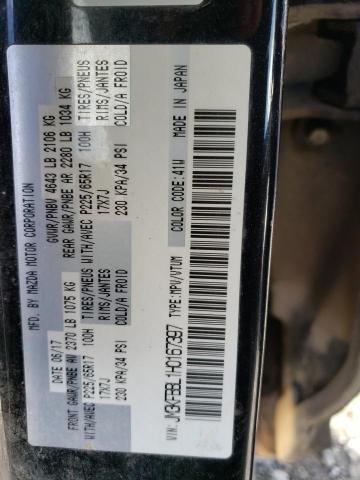 MFD. BY MAZDA MOTOR CORPORATION
DATE 06/17 GVWR/PNBV 4643 LB 2106 KG
FRONT GAWR/PNBE AV 2370 LB 1075 KG REAR GAWR/PNBE AR 2280 LB 1034 KG
WITH/AVEC P225/65R17 100H TIRES/PNEUS WITH/AVEC P225/65R17 100H TIRES/PNEUS
17X7J RIMS/JANTES 17X7J RIMS/JANTES
230 KPA/34 PSI COLD/A FROID 230 KPA/34 PSI COLD/A FROID
MADE IN JAPAN
COLOR CODE: 41W
TYPE: MPV/VTUM
VIN: